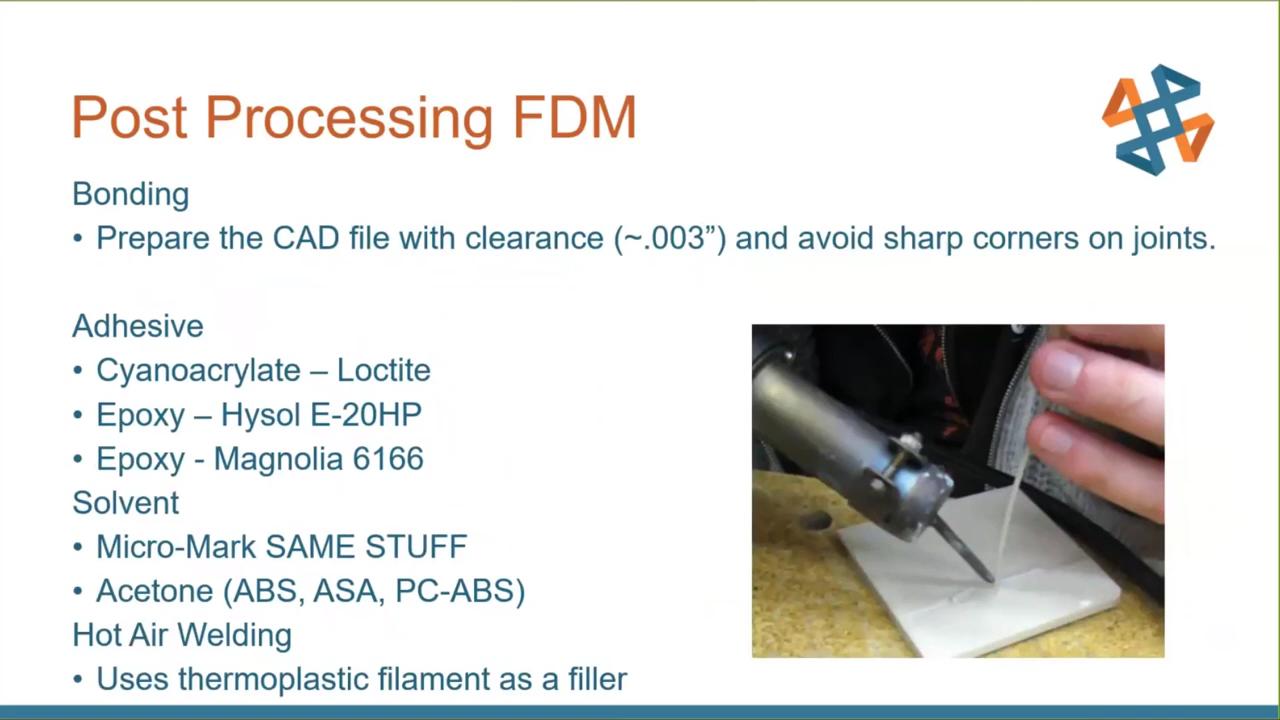 Post Processing FDM
Bonding
• Prepare the CAD file with clearance (~.003”) and avoid sharp corners on joints.
Adhesive
• Cyanoacrylate – Loctite
• Epoxy – Hysol E-20HP
• Epoxy - Magnolia 6166
Solvent
• Micro-Mark SAME STUFF
• Acetone (ABS, ASA, PC-ABS)
Hot Air Welding
• Uses thermoplastic filament as a filler